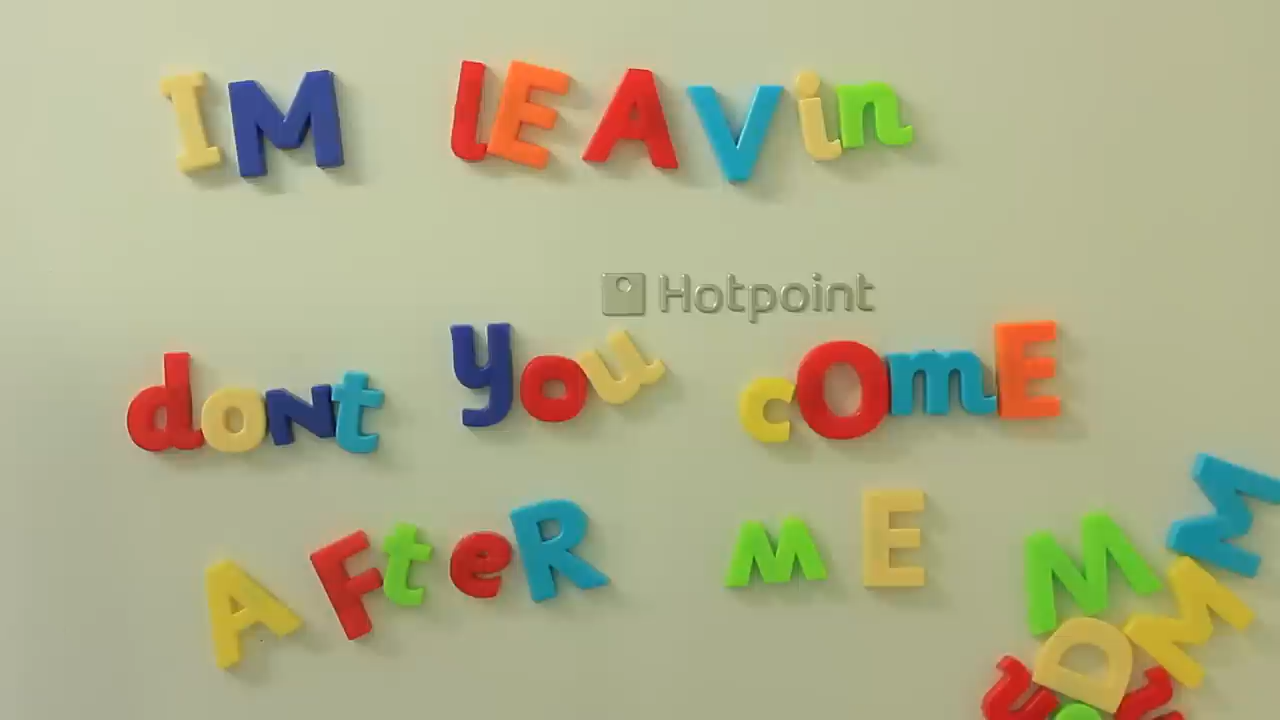 IM lEAVin
Hotpoint
doNt you cOmE
AFteR ME
M M
D M